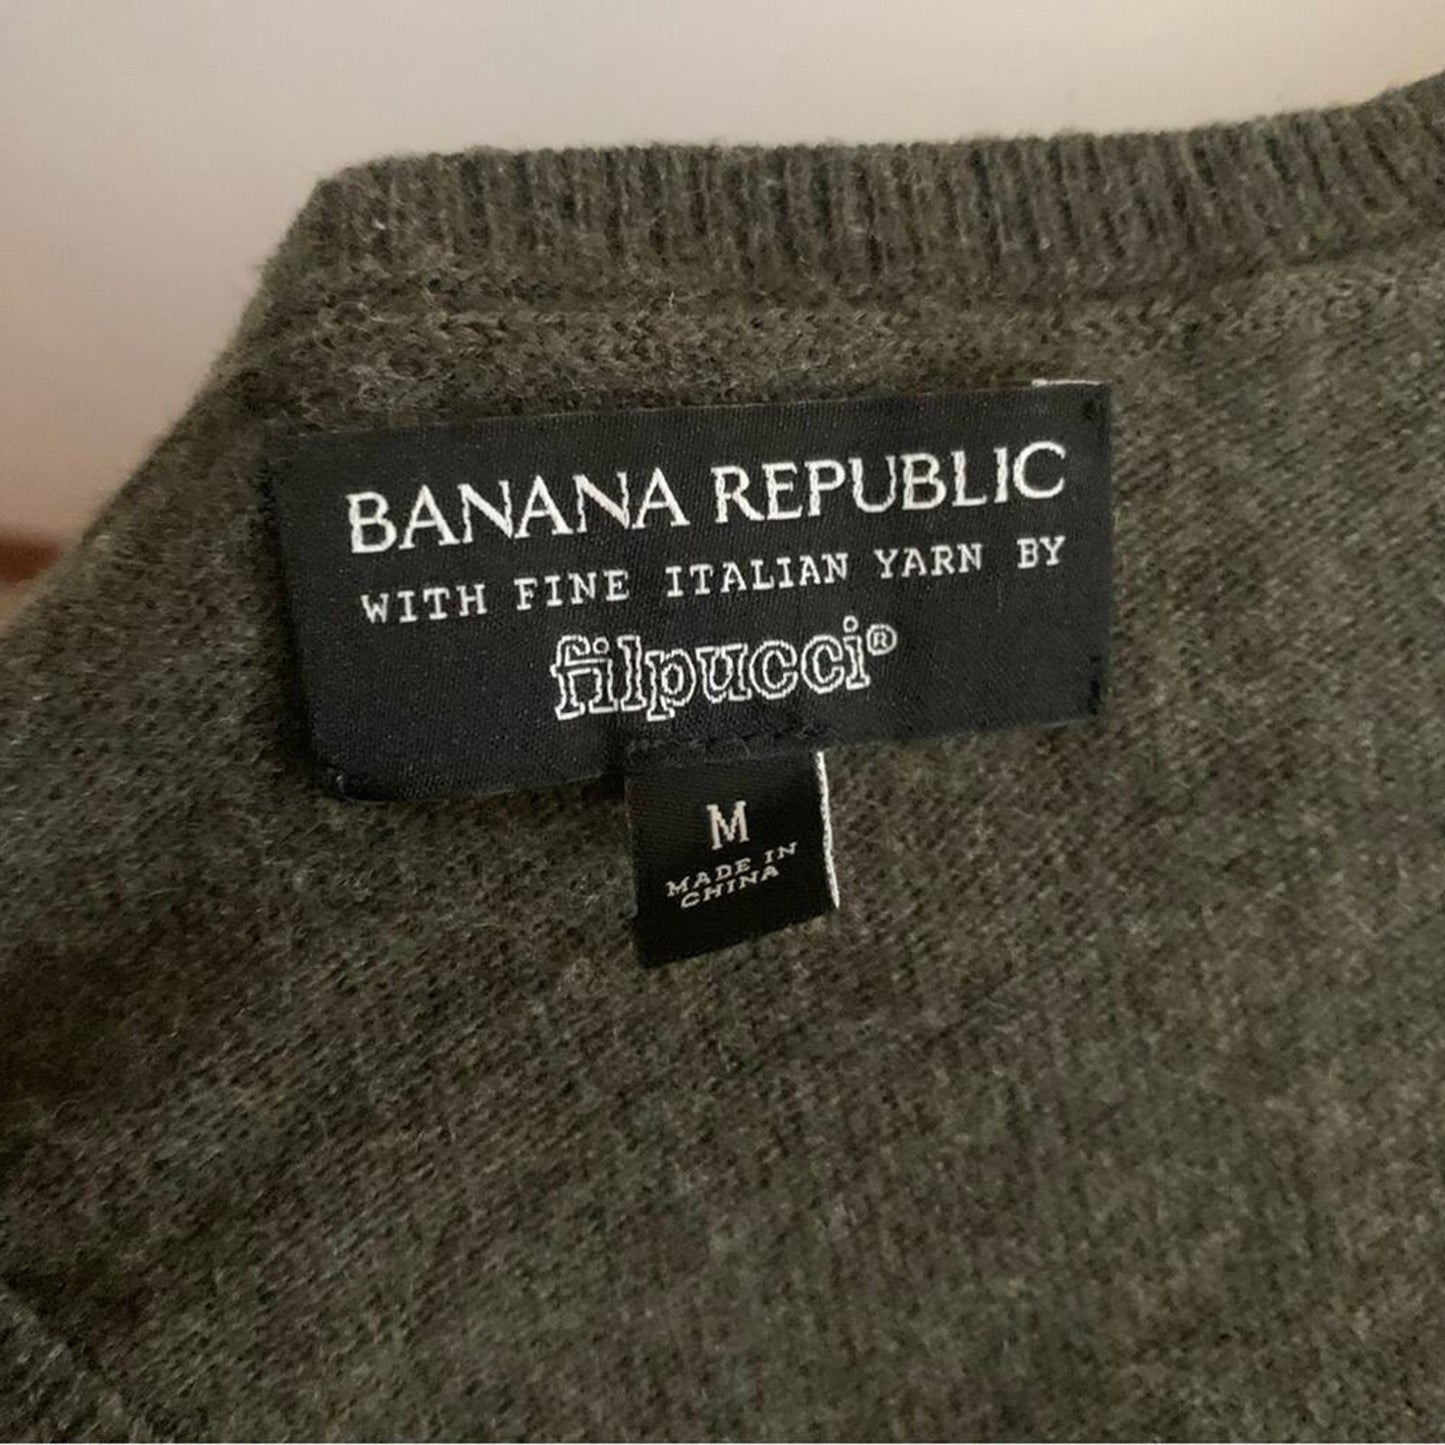 BANANA REPUBLIC
WITH FINE ITALIAN YARN BY
filpucci®
M
MADE IN
CHINA